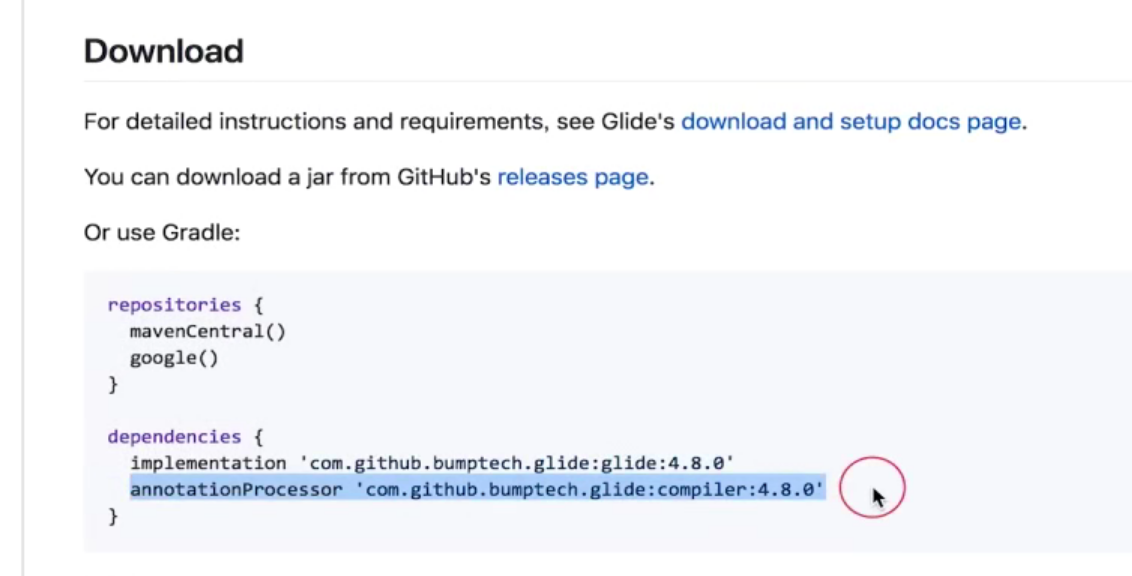 Download
For detailed instructions and requirements, see Glide's download and setup docs page.
You can download a jar from GitHub's releases page.
Or use Gradle:
repositories {
  mavenCentral()
  google()
}
dependencies {
  implementation 'com.github.bumptech.glide:glide:4.8.0'
  annotationProcessor 'com.github.bumptech.glide:compiler:4.8.0'
}